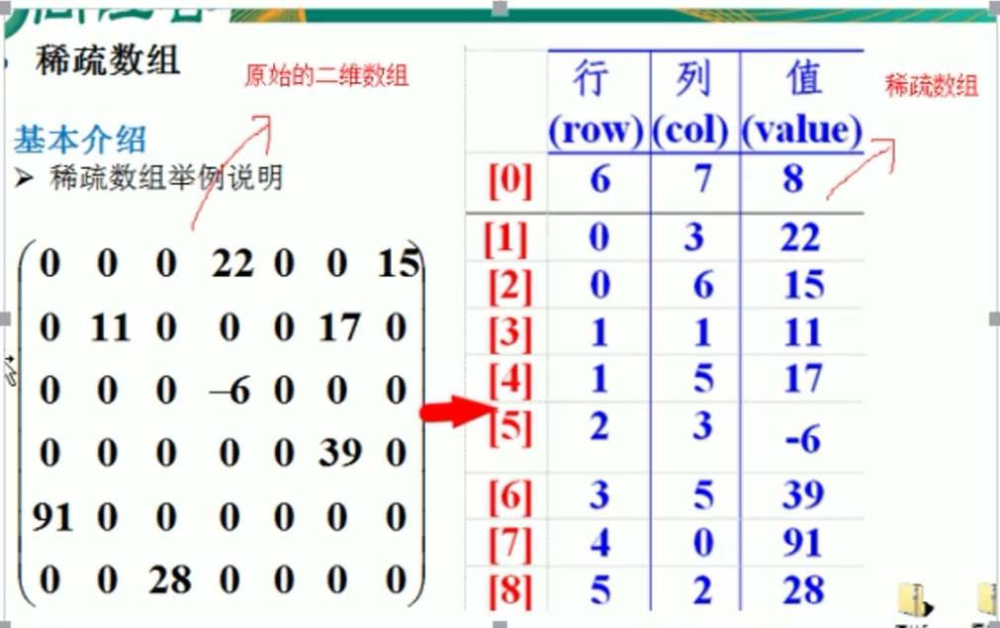 稀疏数组
原始的二维数组
稀疏数组
基本介绍
➤ 稀疏数组举例说明
0 0 0 22 0 0 15
0 11 0 0 0 17 0
0 0 0 –6 0 0 0
0 0 0 0 0 39 0
91 0 0 0 0 0 0
0 0 28 0 0 0 0
行 列 值
(row) (col) (value)
[0] 6 7 8
[1] 0 3 22
[2] 0 6 15
[3] 1 1 11
[4] 1 5 17
[5] 2 3 -6
[6] 3 5 39
[7] 4 0 91
[8] 5 2 28